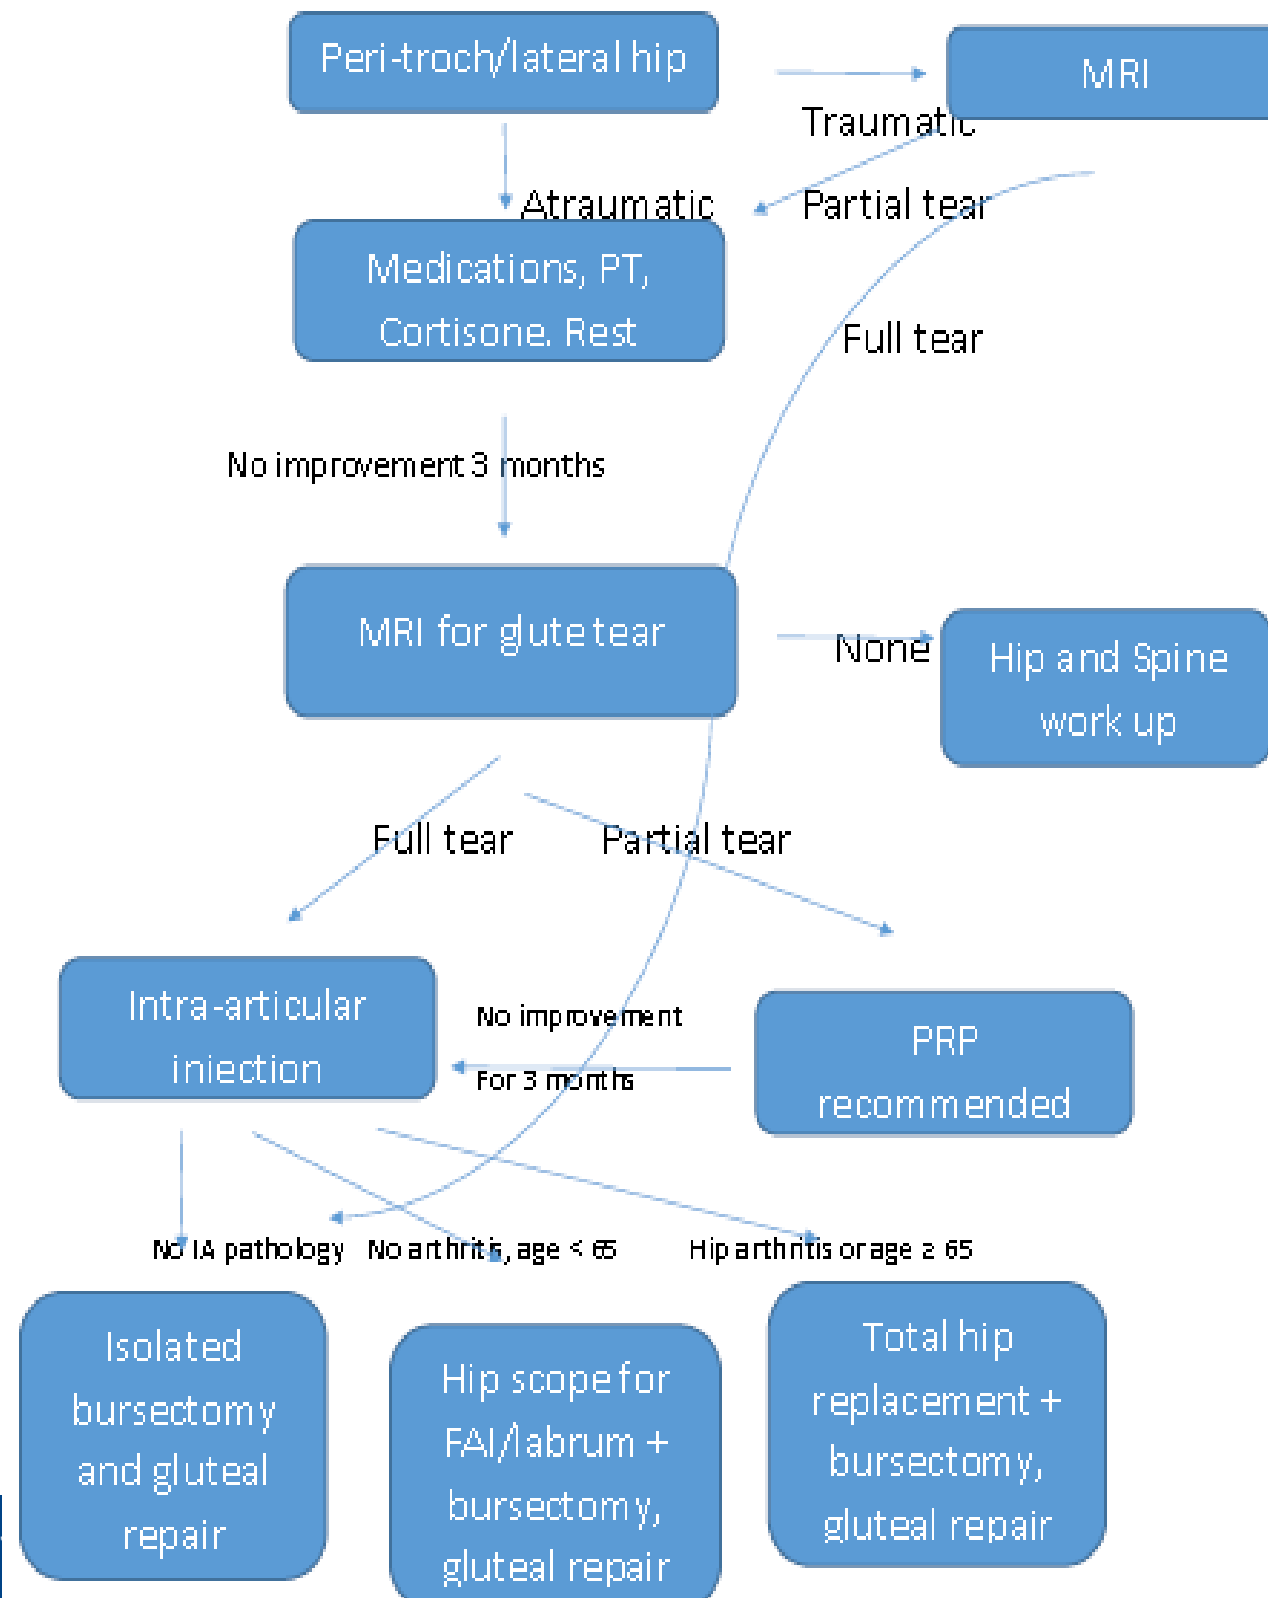 Peri-troch/lateral hip
MRI
Traumatic
Atraumatic
Partial tear
Medications, PT,
Cortisone. Rest
Full tear
No improvement 3 months
MRI for glute tear
None
Hip and Spine
work up
Full tear
Partial tear
Intra-articular
injection
No improvement
For 3 months
PRP
recommended
No IA pathology
No arthritis, age < 65
Hip arthritis or age ≥ 65
Isolated
bursectomy
and gluteal
repair
Hip scope for
FAI/labrum +
bursectomy,
gluteal repair
Total hip
replacement +
bursectomy,
gluteal repair